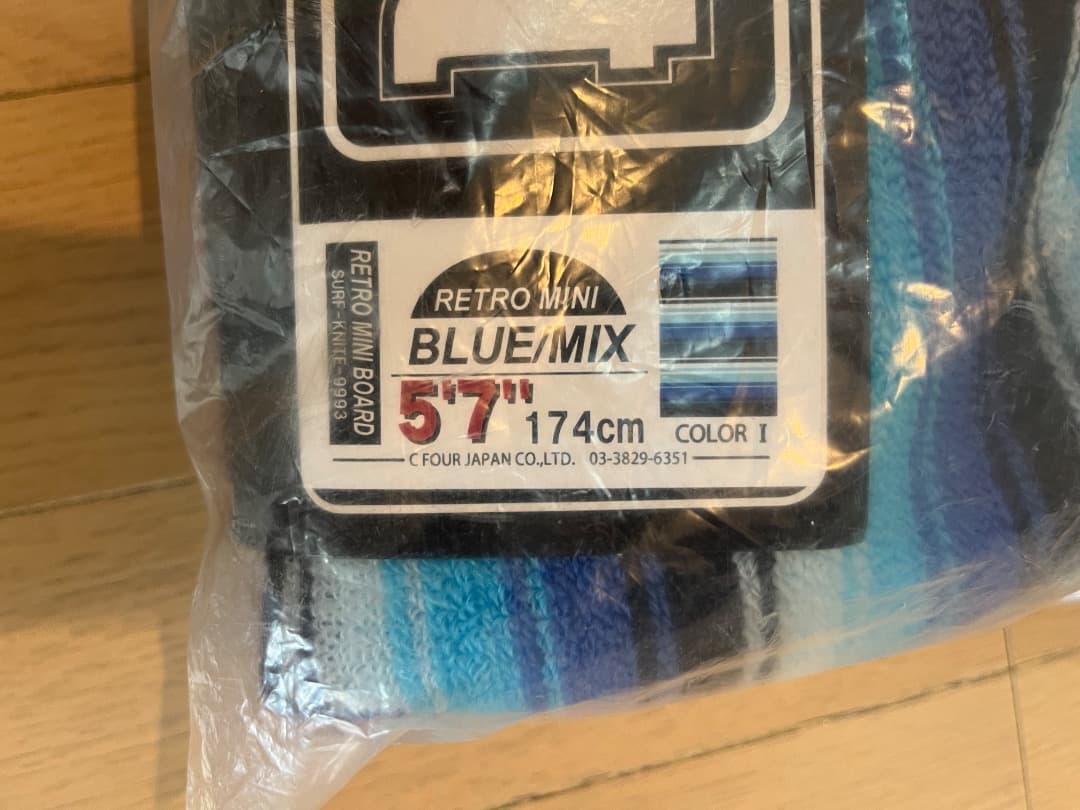 RETRO MINI BOARD
SURF-KNITE-9993
RETRO MINI
BLUE/MIX
5'7" 174cm
COLOR I
C FOUR JAPAN CO.,LTD. 03-3829-6351